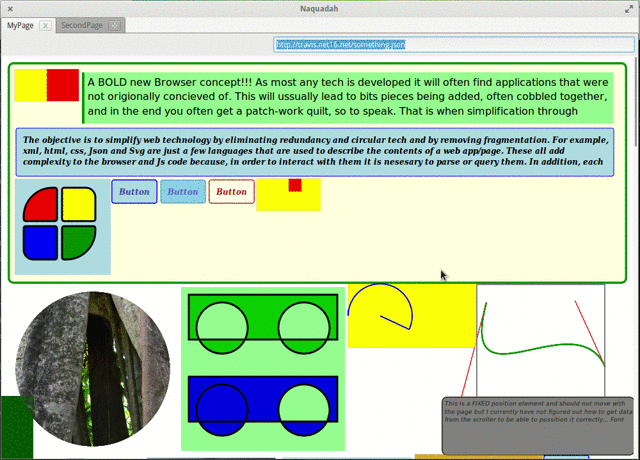 Naquadah
MyPage
SecondPage
http://travis.net16.net/something.json
A BOLD new Browser concept!!! As most any tech is developed it will often find applications that were
not origionally concieved of. This will ussually lead to bits pieces being added, often cobbled together,
and in the end you often get a patch-work quilt, so to speak. That is when simplification through
The objective is to simplify web technology by eliminating redundancy and circular tech and by removing fragmentation. For example,
xml, html, css, Json and Svg are just a few languages that are used to describe the contents of a web app/page. These all add
complexity to the browser and Js code because, in order to interact with them it is nesesary to parse or query them. In addition, each
Button
Button
Button
This is a FIXED position element and should not move with
the page but I currently have not figured out how to get data
from the scroller to be able to possition it correctly... Font